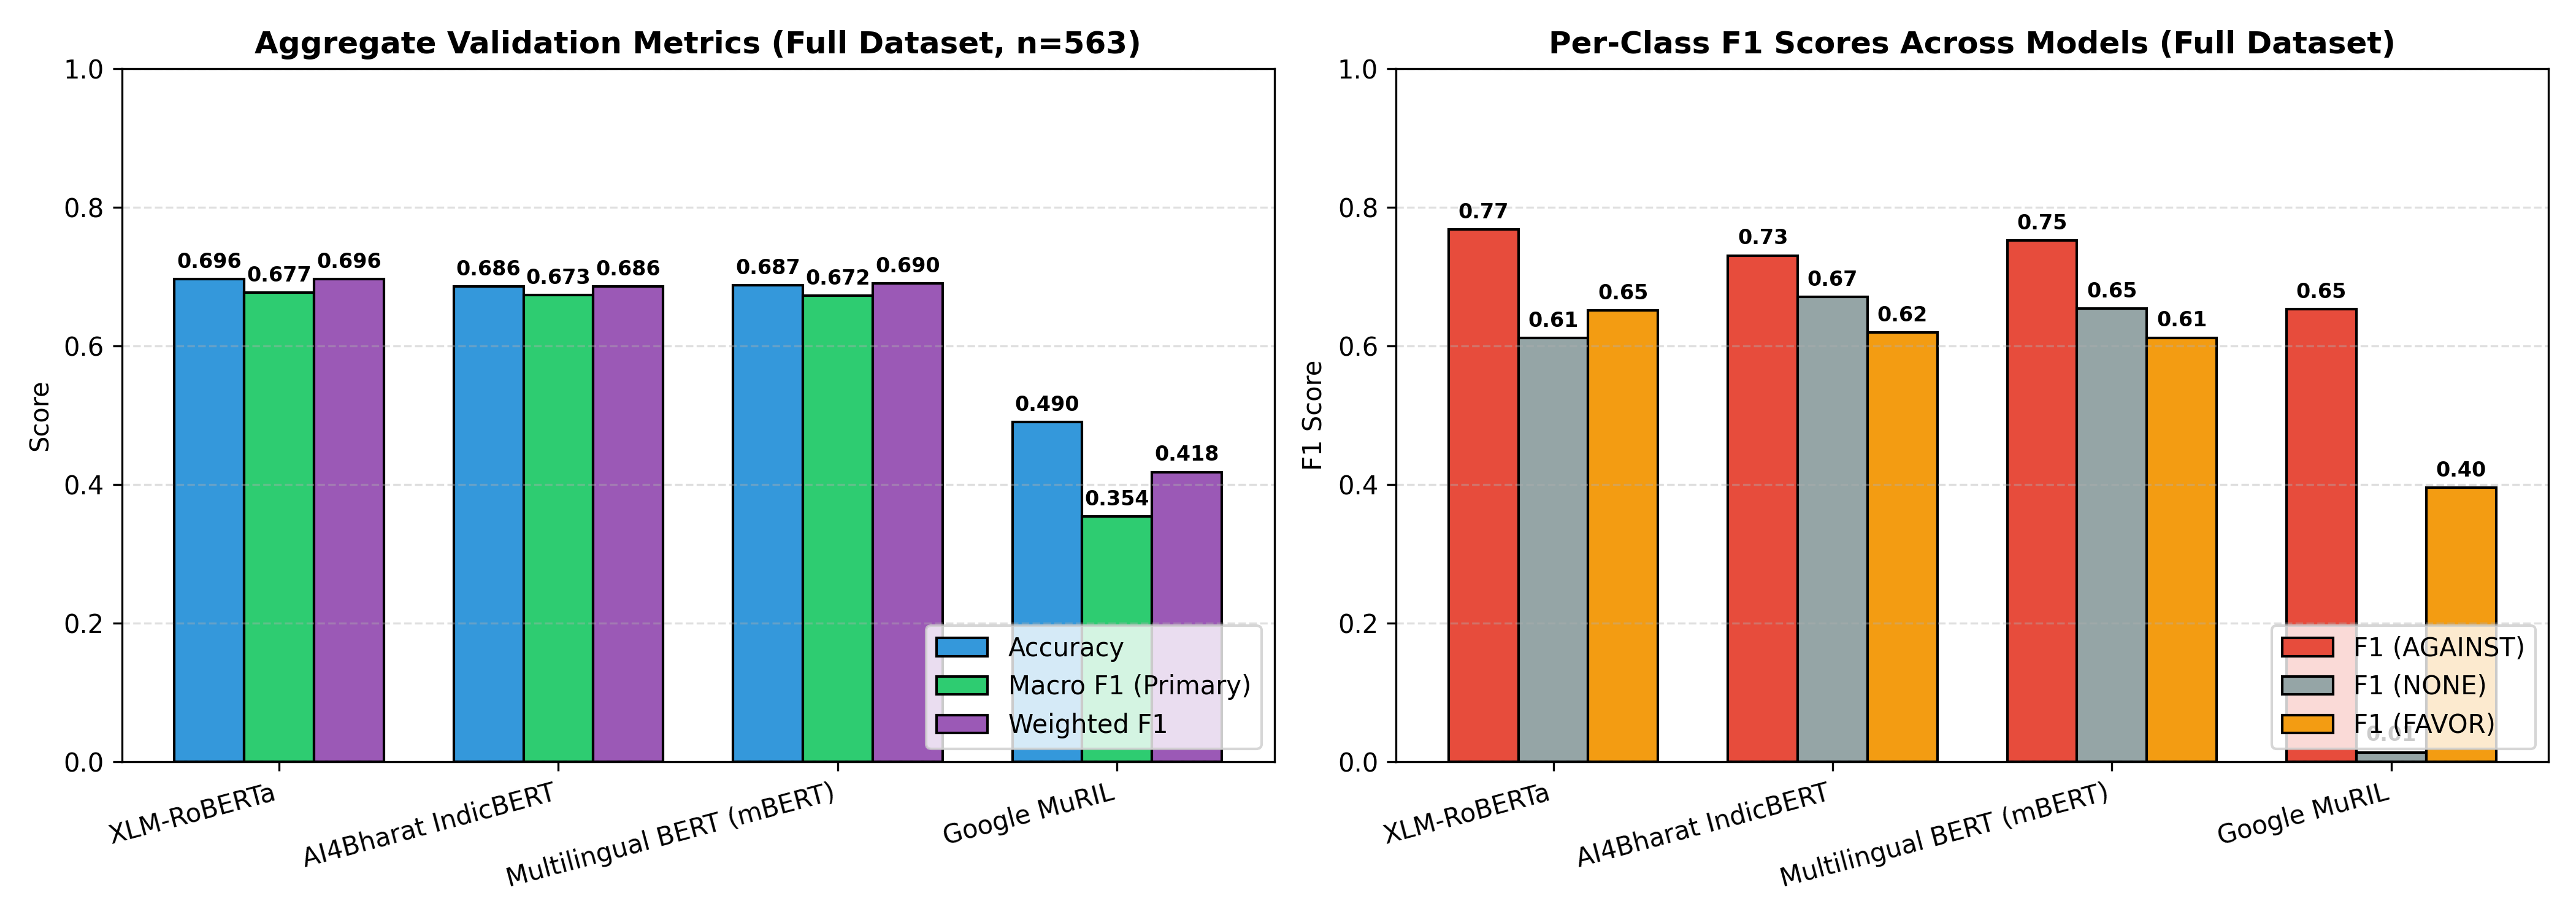 Aggregate Validation Metrics (Full Dataset, n=563)
Score
1.0
0.8
0.6
0.4
0.2
0.0
0.696
0.677
0.696
0.686
0.673
0.686
0.687
0.672
0.690
0.490
0.354
0.418
Accuracy
Macro F1 (Primary)
Weighted F1
XLM-RoBERTa
AI4Bharat IndicBERT
Multilingual BERT (mBERT)
Google MuRIL
Per-Class F1 Scores Across Models (Full Dataset)
F1 Score
1.0
0.8
0.6
0.4
0.2
0.0
0.77
0.61
0.65
0.73
0.67
0.62
0.75
0.65
0.61
0.65
0.01
0.40
F1 (AGAINST)
F1 (NONE)
F1 (FAVOR)
XLM-RoBERTa
AI4Bharat IndicBERT
Multilingual BERT (mBERT)
Google MuRIL